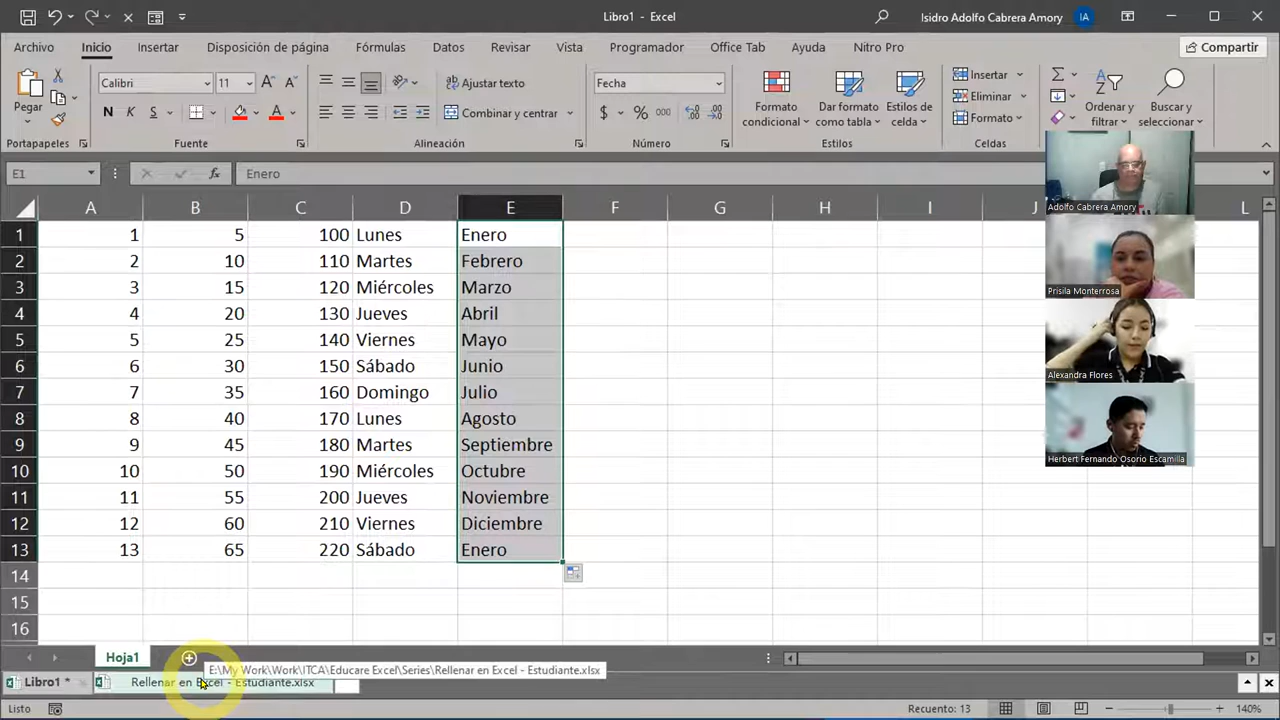 Libro1 - Excel
Isidro Adolfo Cabrera Amory IA
Archivo Inicio Insertar Disposición de página Fórmulas Datos Revisar Vista Programador Office Tab Ayuda Nitro Pro Compartir
Pegar
Calibri 11
N K S
Ajustar texto
Combinar y centrar
Fecha
$ % 000
Formato condicional
Dar formato como tabla
Estilos de celda
Insertar
Eliminar
Formato
Ordenar y filtrar
Buscar y seleccionar
Portapapeles Fuente Alineación Número Estilos Celdas
E1 fx Enero
A B C D E F G H I J L
1 1 5 100 Lunes Enero
2 2 10 110 Martes Febrero
3 3 15 120 Miércoles Marzo
4 4 20 130 Jueves Abril
5 5 25 140 Viernes Mayo
6 6 30 150 Sábado Junio
7 7 35 160 Domingo Julio
8 8 40 170 Lunes Agosto
9 9 45 180 Martes Septiembre
10 10 50 190 Miércoles Octubre
11 11 55 200 Jueves Noviembre
12 12 60 210 Viernes Diciembre
13 13 65 220 Sábado Enero
14
15
16
Adolfo Cabrera Amory
Prisila Monterrosa
Alexandra Flores
Herbert Fernando Osorio Escamilla
Hoja1
E:\My Work\Work\ITCA\Educare Excel\Series\Rellenar en Excel - Estudiante.xlsx
Libro1 * Rellenar en Excel - Estudiante.xlsx
Listo Recuento: 13 140%